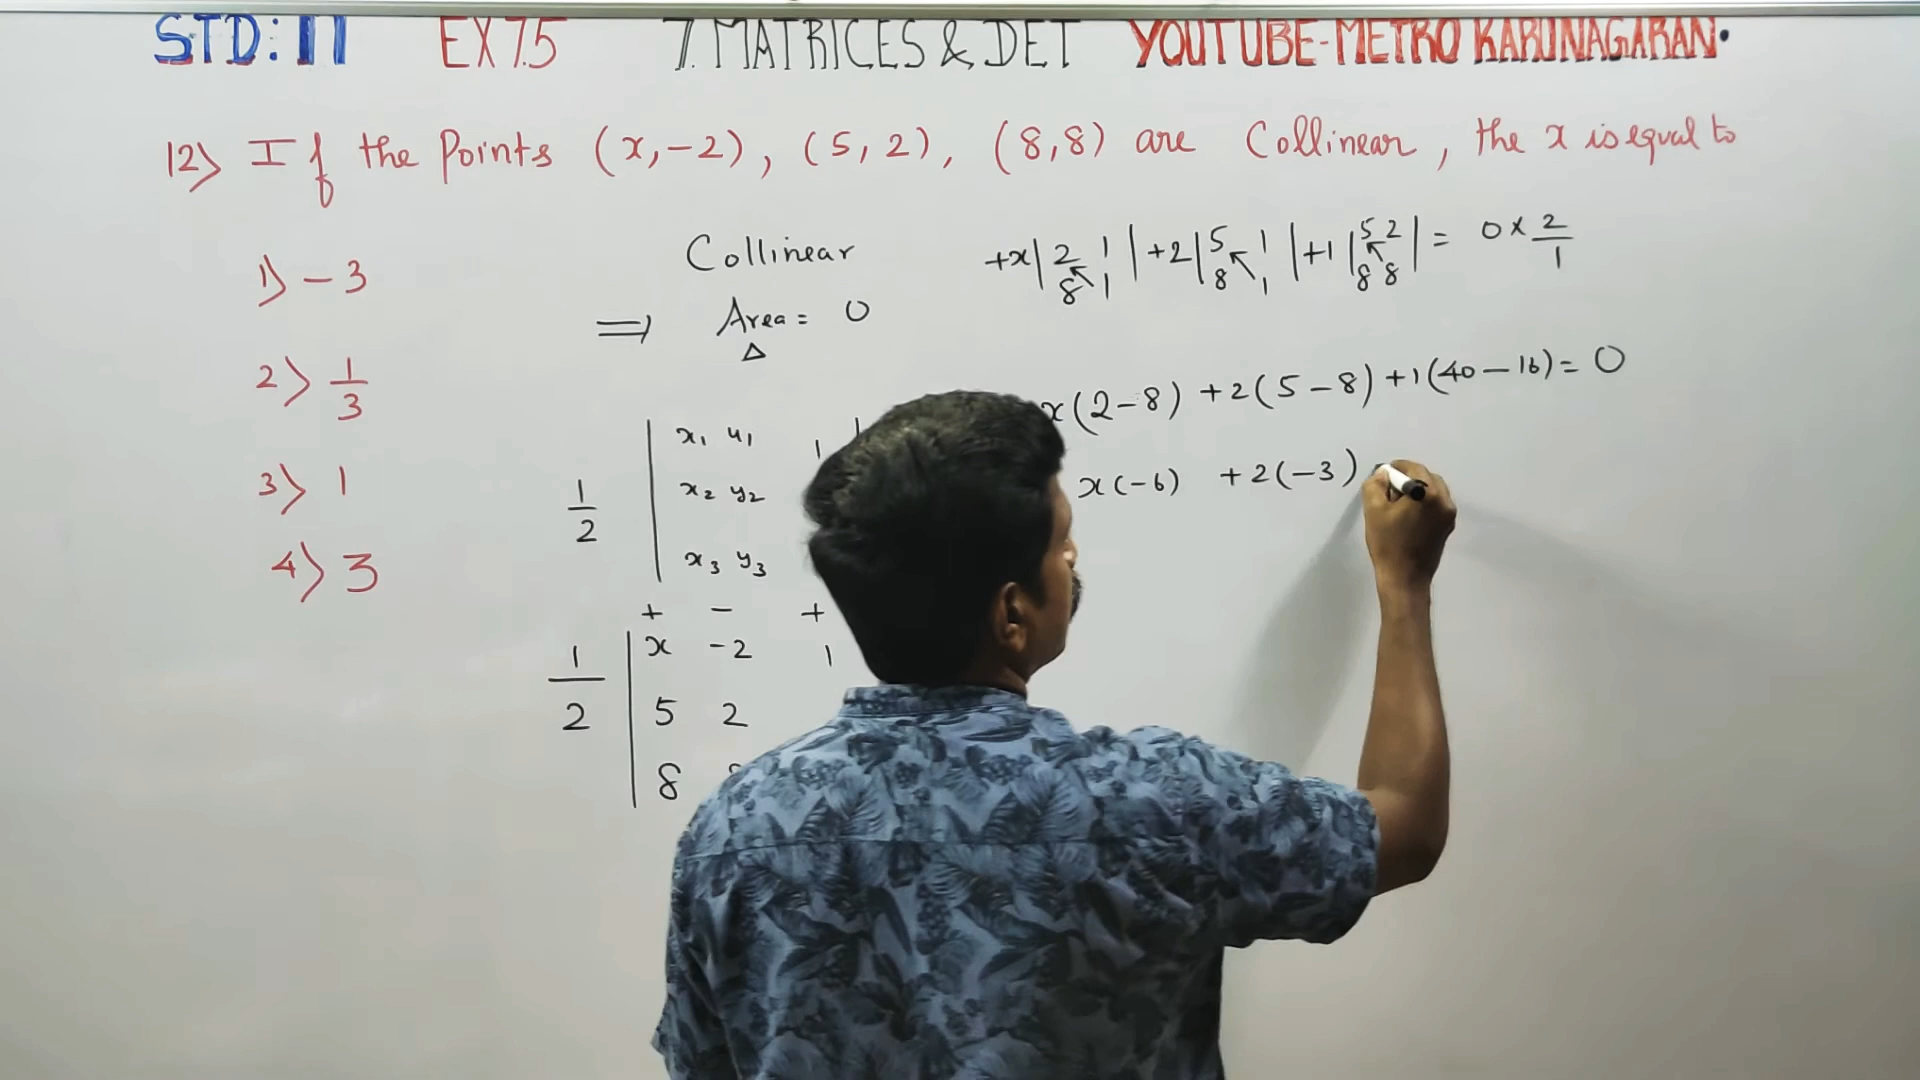 STD: 11 EX 7.5 7. MATRICES & DET YOUTUBE-METRO KARUNAGARAN.
12) If the Points (x,-2), (5,2), (8,8) are Collinear, the x is equal to
1) -3
2) 1/3
3) 1
4) 3
Collinear
⟹ Area = 0
Δ
1/2 | x₁ y₁ 1 |
x₂ y₂
x₃ y₃
+ - +
1/2 | x -2 1
5 2
8
+x | 2 1 | +2 | 5 1 | +1 | 5 2 | = 0 × 2/1
8 1 8 1 8 8
x(2-8) +2(5-8) +1(40-16) = 0
x(-6) +2(-3)